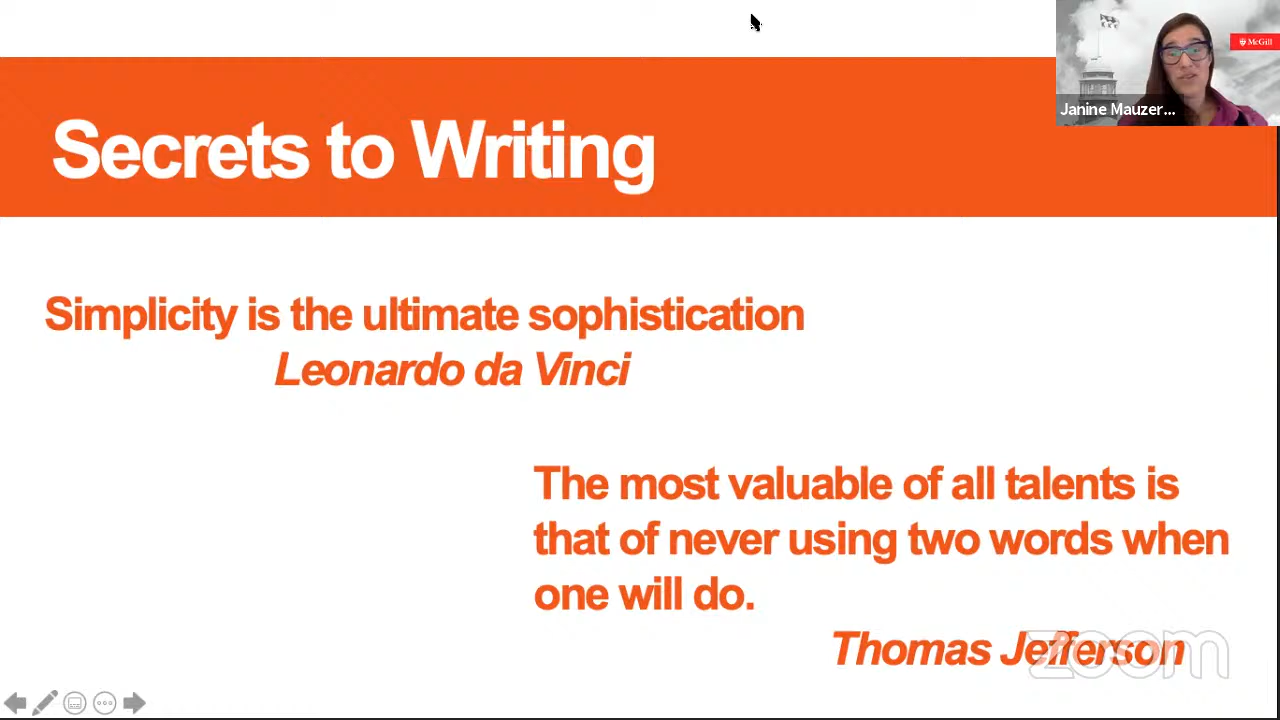 McGill
Janine Mauzer...
Secrets to Writing
Simplicity is the ultimate sophistication
Leonardo da Vinci
The most valuable of all talents is
that of never using two words when
one will do.
Thomas Jefferson
zoom